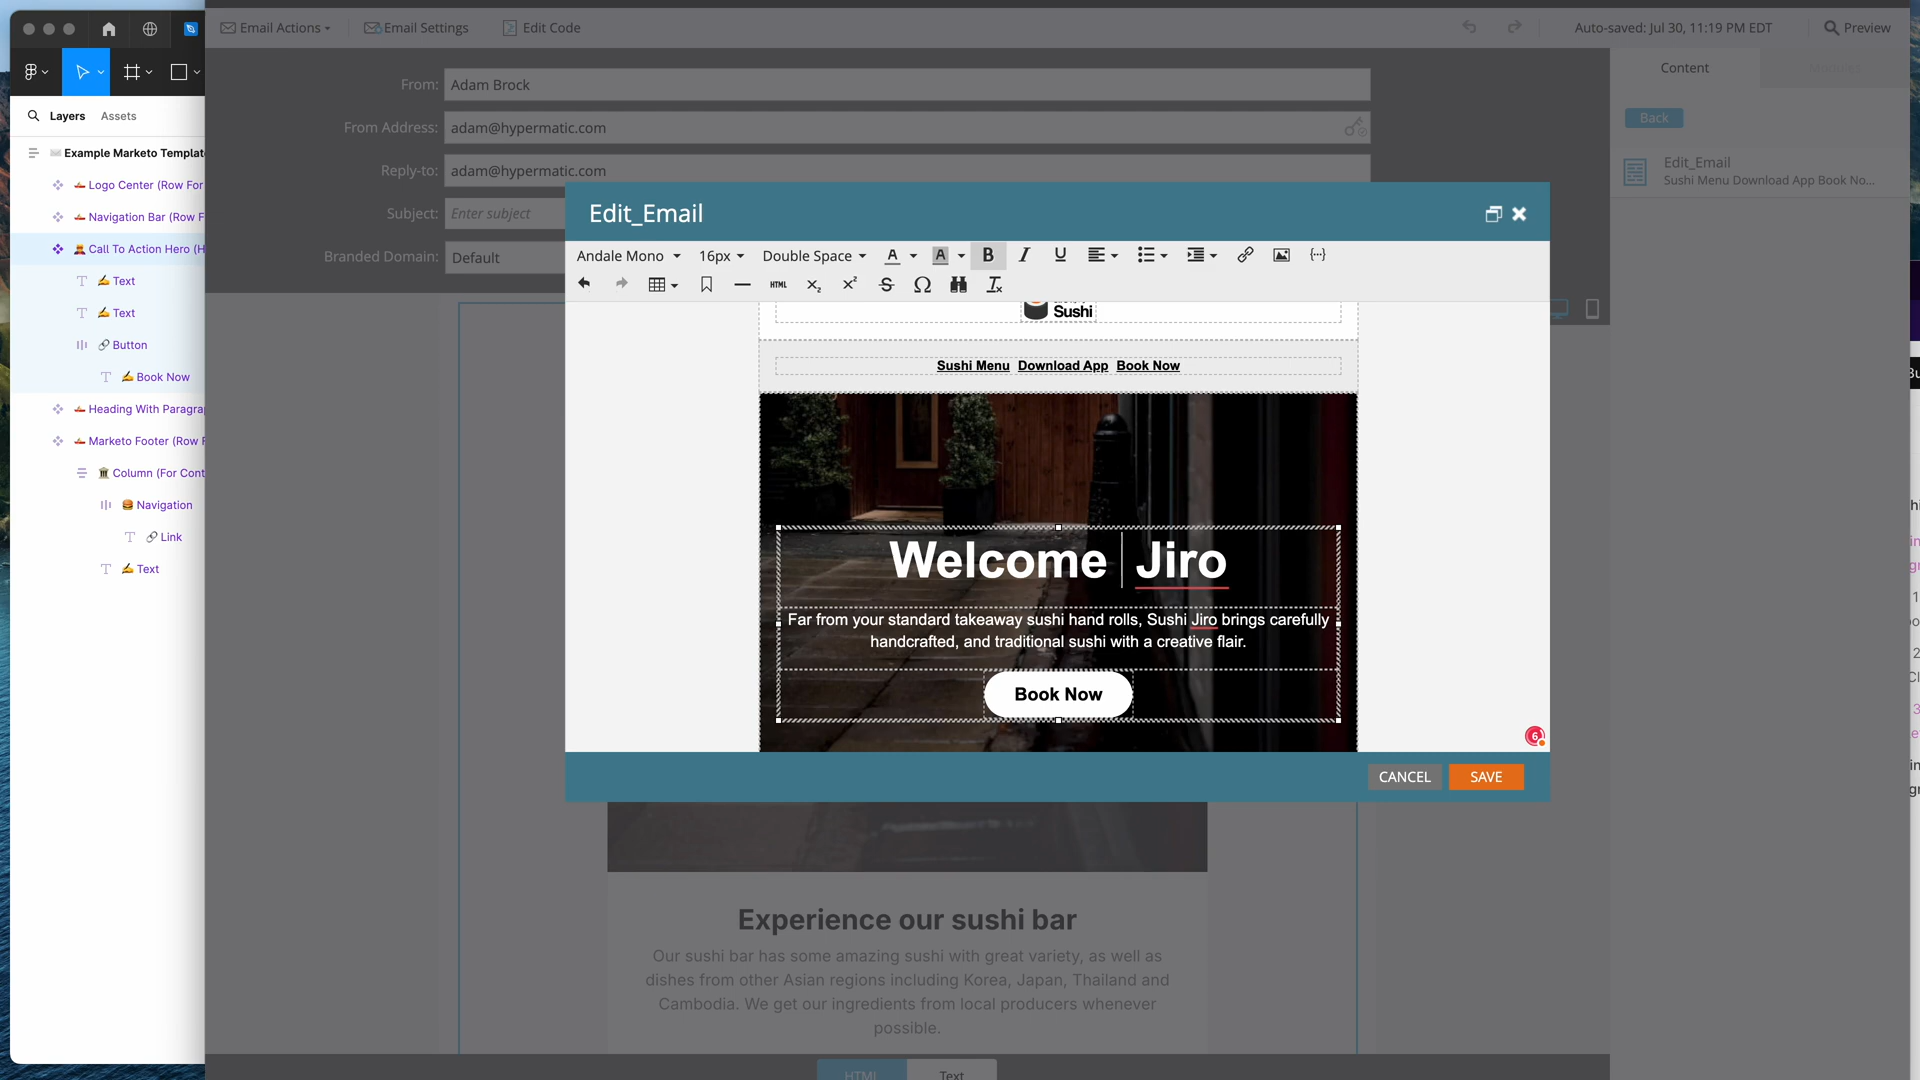 Email Actions
Email Settings
Edit Code
Auto-saved: Jul 30, 11:19 PM EDT
Preview
Layers
Assets
Example Marketo Templat
Logo Center (Row For
Navigation Bar (Row F
Call To Action Hero (H
Text
Text
Button
Book Now
Heading With Paragra
Marketo Footer (Row F
Column (For Cont
Navigation
Link
Text
From:
Adam Brock
From Address:
adam@hypermatic.com
Reply-to:
adam@hypermatic.com
Subject:
Enter subject
Branded Domain:
Default
Content
Back
Edit_Email
Sushi Menu Download App Book No...
Edit_Email
Andale Mono
16px
Double Space
A
A
B
I
U
HTML
Sushi
Sushi Menu Download App Book Now
Welcome Jiro
Far from your standard takeaway sushi hand rolls, Sushi Jiro brings carefully
handcrafted, and traditional sushi with a creative flair.
Book Now
6
CANCEL
SAVE
Experience our sushi bar
Our sushi bar has some amazing sushi with great variety, as well as
dishes from other Asian regions including Korea, Japan, Thailand and
Cambodia. We get our ingredients from local producers whenever
possible.
HTML
Text